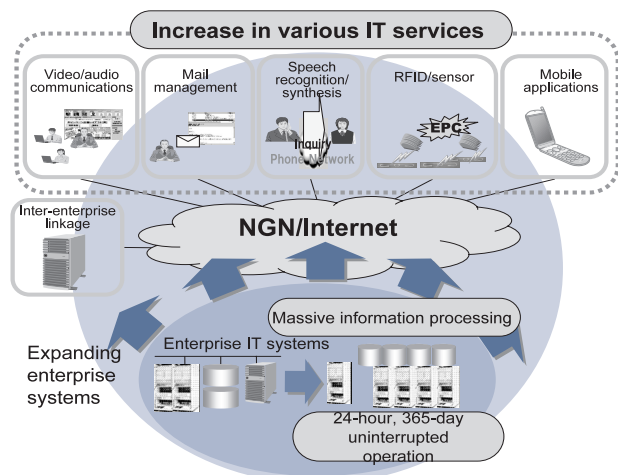 Increase in various IT services
Video/audio
communications
Mail
management
Speech
recognition/
synthesis
RFID/sensor
Mobile
applications
EPC
Inquiry
Phone Network
Inter-enterprise
linkage
NGN/Internet
Massive information processing
Enterprise IT systems
Expanding
enterprise
systems
24-hour, 365-day
uninterrupted
operation